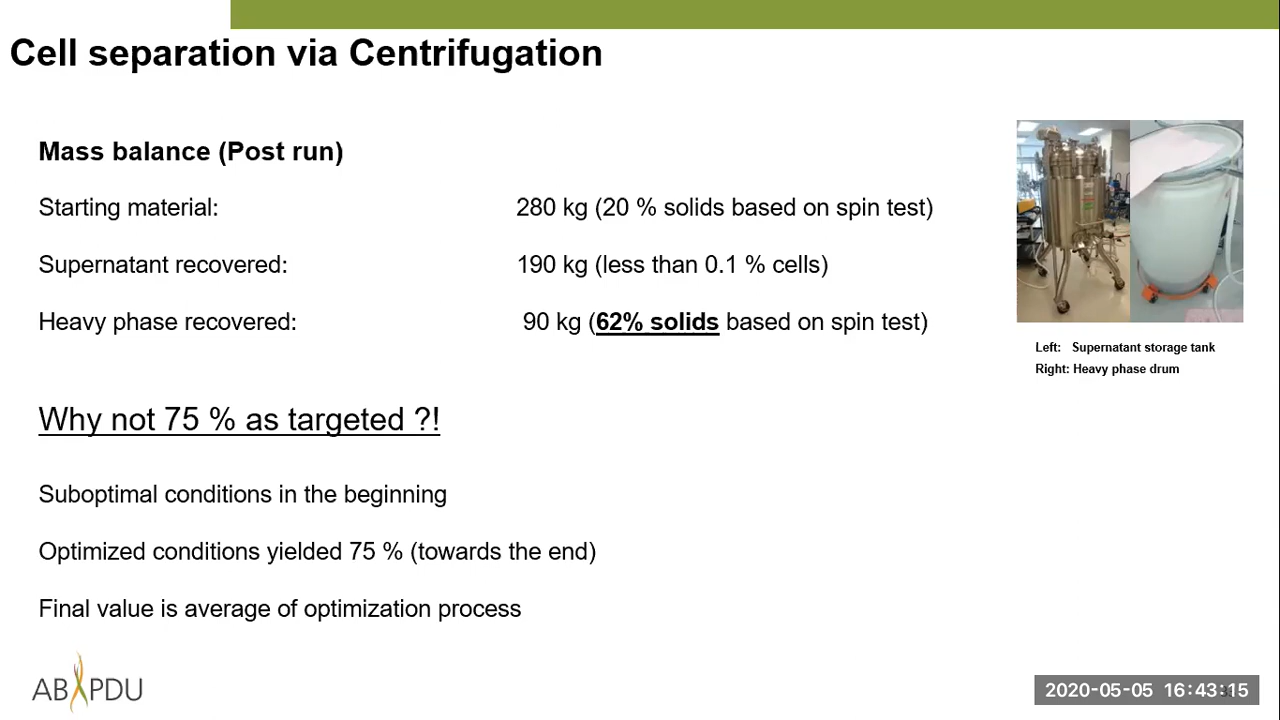 Cell separation via Centrifugation
Mass balance (Post run)
Starting material: 280 kg (20 % solids based on spin test)
Supernatant recovered: 190 kg (less than 0.1 % cells)
Heavy phase recovered: 90 kg (62% solids based on spin test)
Left: Supernatant storage tank
Right: Heavy phase drum
Why not 75 % as targeted ?!
Suboptimal conditions in the beginning
Optimized conditions yielded 75 % (towards the end)
Final value is average of optimization process
AB PDU
2020-05-05 16:43:15